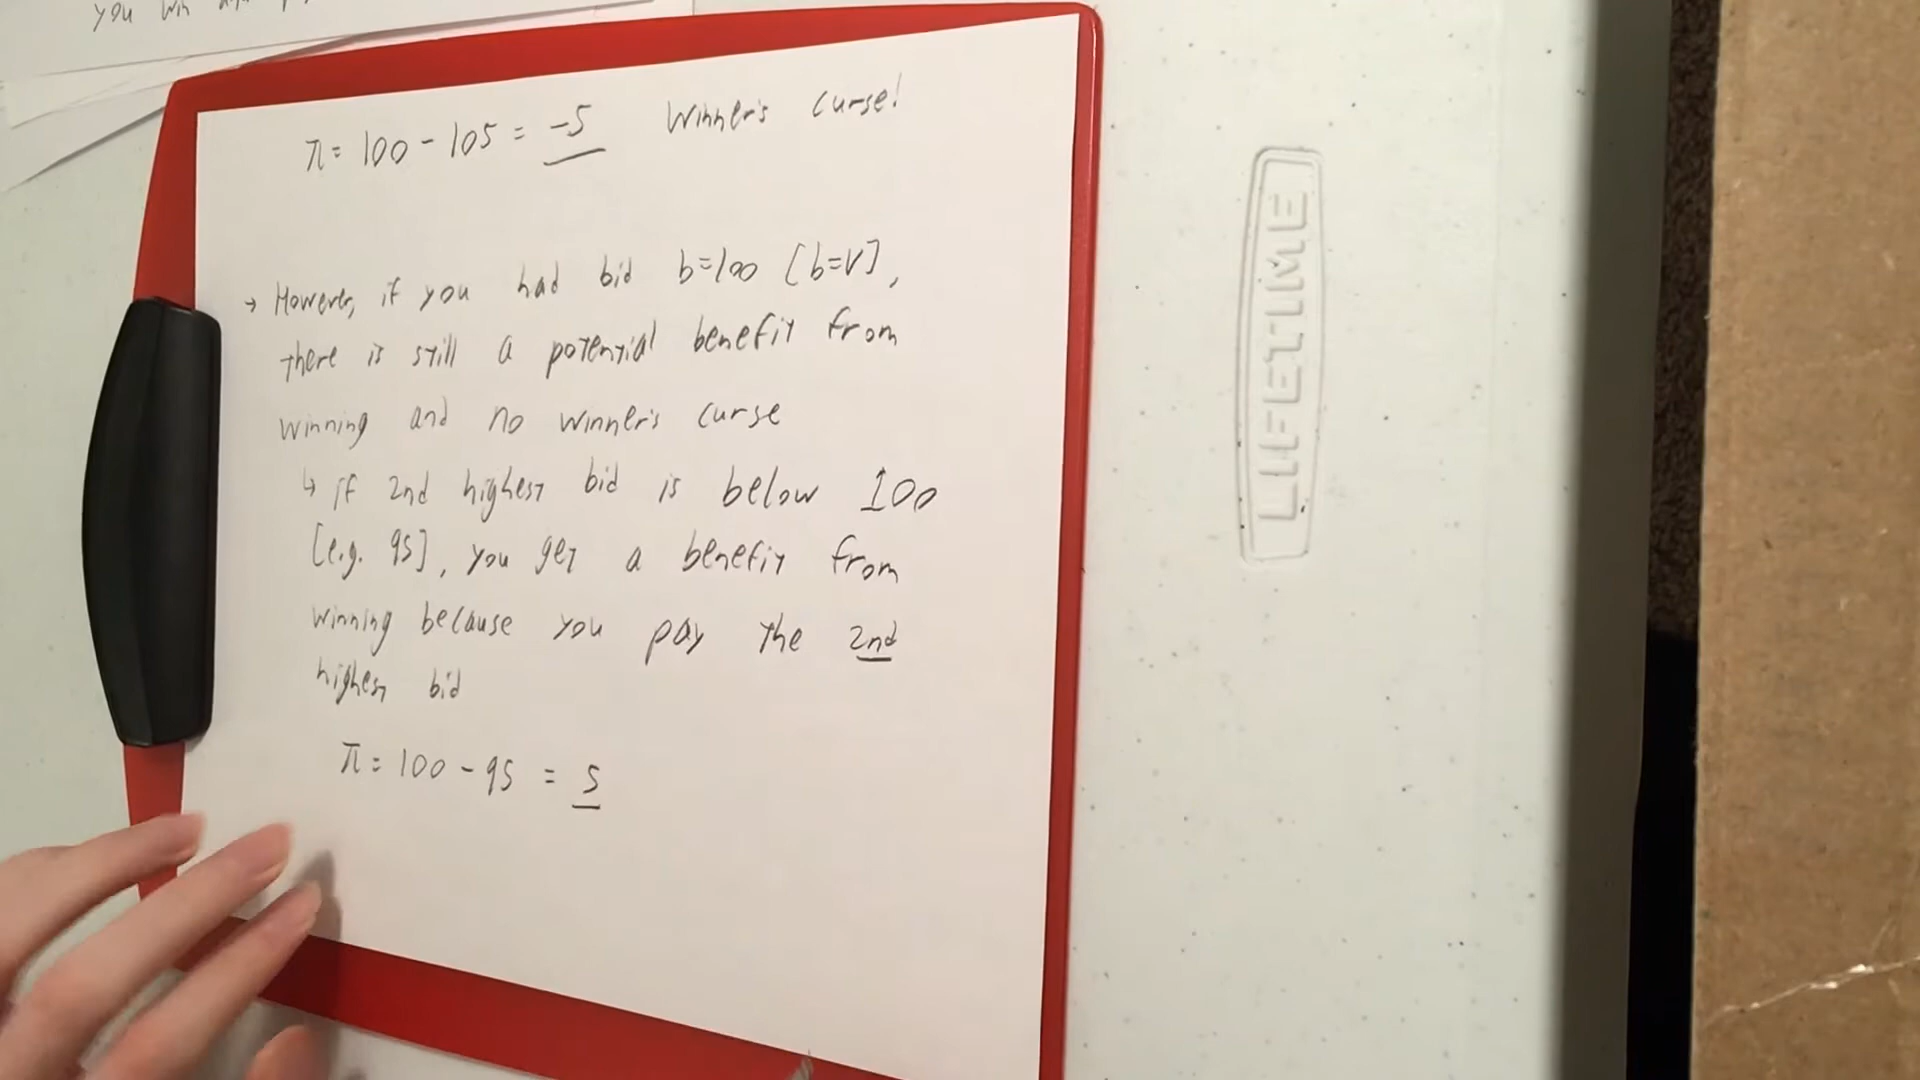 you win
π = 100 - 105 = -5 Winner's curse!
→ However, if you had bid b=100 [b=V],
there is still a potential benefit from
winning and no winner's curse
↳ if 2nd highest bid is below 100
[e.g. 95], you get a benefit from
winning because you pay the 2nd
highest bid
π = 100 - 95 = 5
LIFETIME